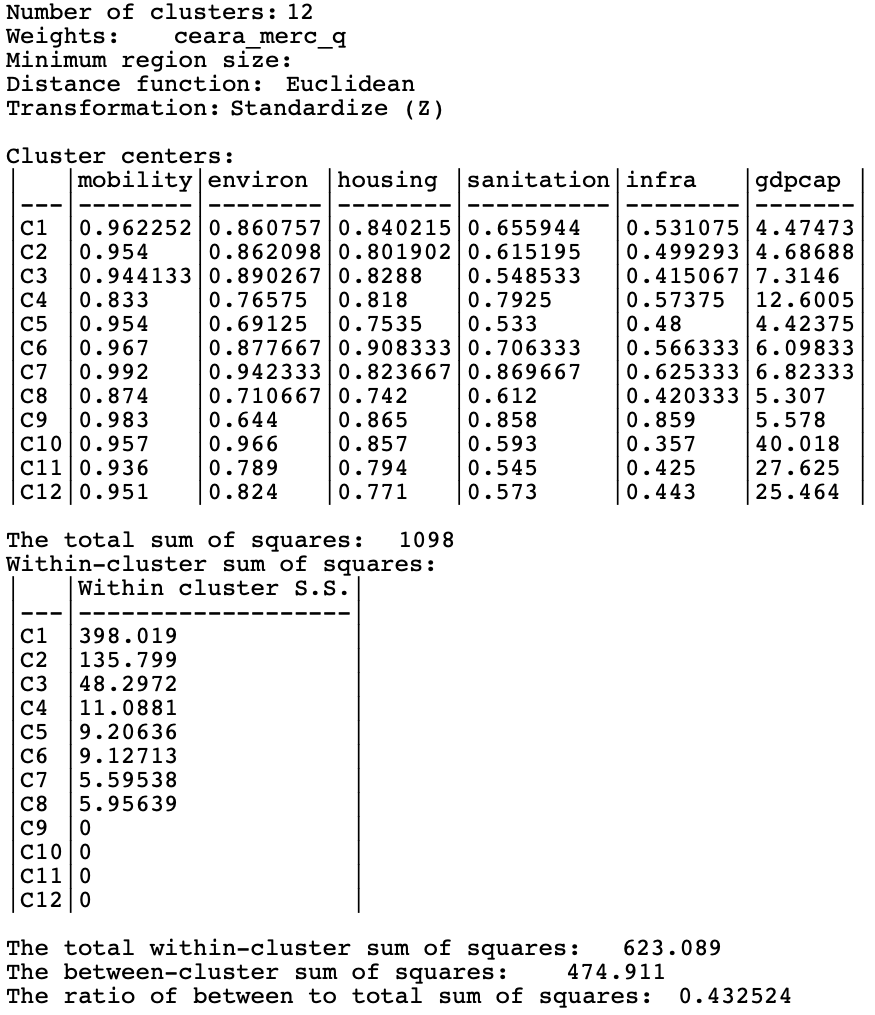 Number of clusters: 12
Weights: ceara_merc_q
Minimum region size:
Distance function: Euclidean
Transformation: Standardize (Z)
Cluster centers:
| |mobility|environ |housing |sanitation|infra |gdpcap |
|---|--------|--------|--------|----------|--------|-------|
|C1 |0.962252|0.860757|0.840215|0.655944 |0.531075|4.47473|
|C2 |0.954 |0.862098|0.801902|0.615195 |0.499293|4.68688|
|C3 |0.944133|0.890267|0.8288 |0.548533 |0.415067|7.3146 |
|C4 |0.833 |0.76575 |0.818 |0.7925 |0.57375 |12.6005|
|C5 |0.954 |0.69125 |0.7535 |0.533 |0.48 |4.42375|
|C6 |0.967 |0.877667|0.908333|0.706333 |0.566333|6.09833|
|C7 |0.992 |0.942333|0.823667|0.869667 |0.625333|6.82333|
|C8 |0.874 |0.710667|0.742 |0.612 |0.420333|5.307 |
|C9 |0.983 |0.644 |0.865 |0.858 |0.859 |5.578 |
|C10|0.957 |0.966 |0.857 |0.593 |0.357 |40.018 |
|C11|0.936 |0.789 |0.794 |0.545 |0.425 |27.625 |
|C12|0.951 |0.824 |0.771 |0.573 |0.443 |25.464 |
The total sum of squares: 1098
Within-cluster sum of squares:
| |Within cluster S.S.|
|---|-------------------|
|C1 |398.019 |
|C2 |135.799 |
|C3 |48.2972 |
|C4 |11.0881 |
|C5 |9.20636 |
|C6 |9.12713 |
|C7 |5.59538 |
|C8 |5.95639 |
|C9 |0 |
|C10|0 |
|C11|0 |
|C12|0 |
The total within-cluster sum of squares: 623.089
The between-cluster sum of squares: 474.911
The ratio of between to total sum of squares: 0.432524